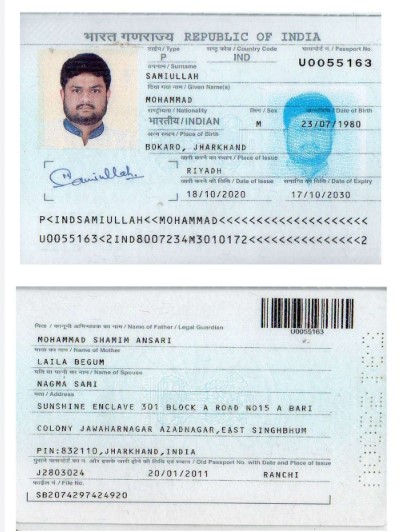 भारत गणराज्य REPUBLIC OF INDIA
टाईप / Type राष्ट्र कोड / Country Code पासपोर्ट नं. / Passport No.
P IND U0055163
उपनाम / Surname
SAMIULLAH
दिया गया नाम / Given Name(s)
MOHAMMAD
राष्ट्रीयता / Nationality लिंग / Sex जन्मतिथि / Date of Birth
भारतीय / INDIAN M 23/07/1980
जन्म स्थान / Place of Birth
BOKARO, JHARKHAND
जारी करने का स्थान / Place of Issue
RIYADH
जारी करने की तिथि / Date of Issue समाप्ति की तिथि / Date of Expiry
18/10/2020 17/10/2030
Samiullah
P<INDSAMIULLAH<<MOHAMMAD<<<<<<<<<<<<<<<<<<<<
U0055163<2IND8007234M3010172<<<<<<<<<<<<<<2
U0055163
पिता / कानूनी अभिभावक का नाम / Name of Father / Legal Guardian
MOHAMMAD SHAMIM ANSARI
माता का नाम / Name of Mother
LAILA BEGUM
पति या पत्नी का नाम / Name of Spouse
NAGMA SAMI
पता / Address
SUNSHINE ENCLAVE 301 BLOCK A ROAD NO15 A BARI
COLONY JAWAHARNAGAR AZADNAGAR,EAST SINGHBHUM
PIN:832110,JHARKHAND,INDIA
पुराने पासपोर्ट का नं. और इसके जारी होने की तिथि एवं स्थान / Old Passport No. with Date and Place of Issue
J2803024 20/01/2011 RANCHI
फाईल नं. / File No.
SB2074297424920